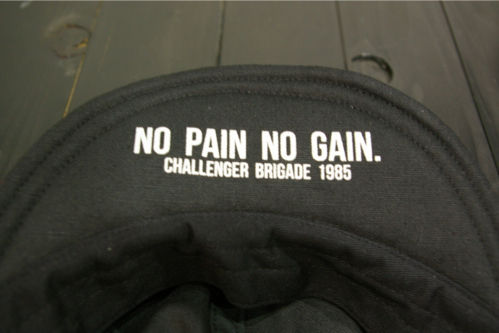 NO PAIN NO GAIN.
CHALLENGER BRIGADE 1985